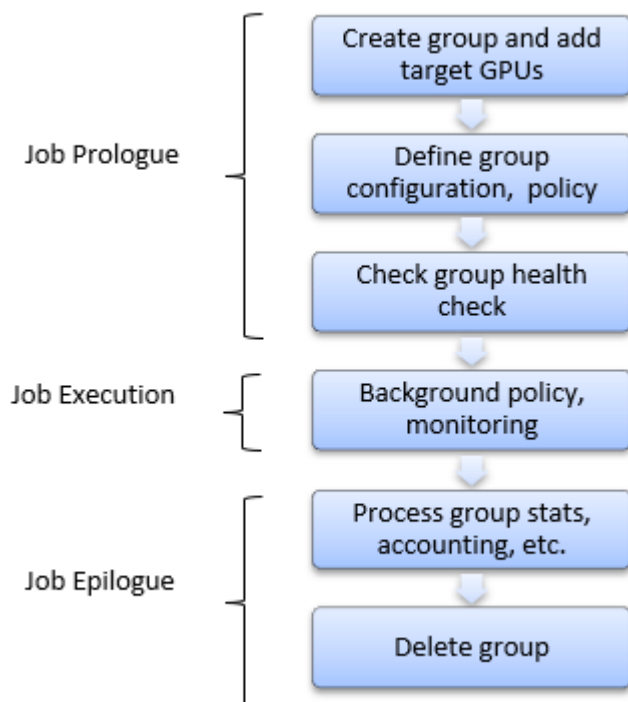 Create group and add
target GPUs
Job Prologue
Define group
configuration, policy
Check group health
check
Job Execution
Background policy,
monitoring
Process group stats,
accounting, etc.
Job Epilogue
Delete group